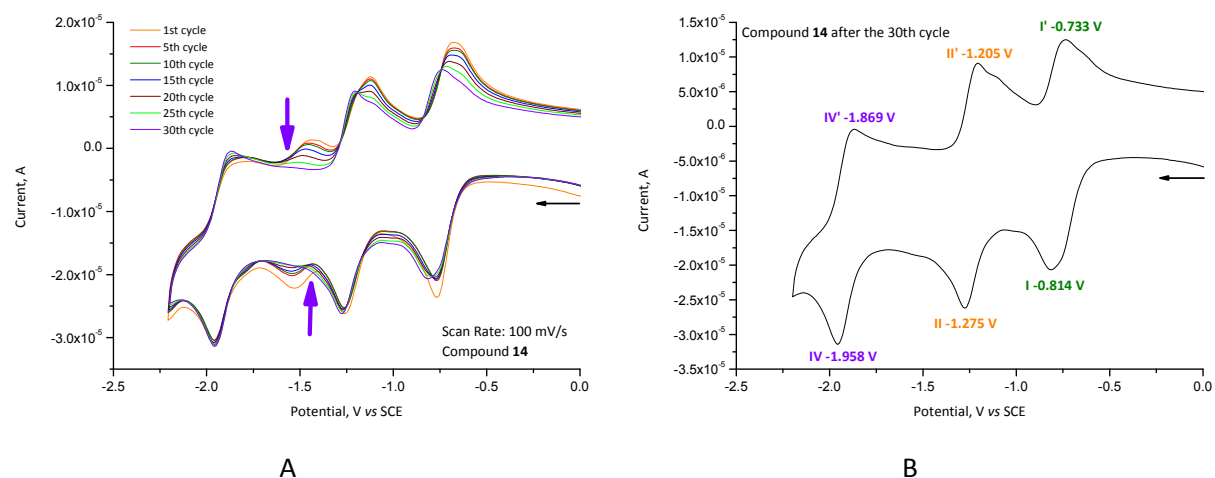 2.0x10⁻⁵
1.0x10⁻⁵
0.0
-1.0x10⁻⁵
-2.0x10⁻⁵
-3.0x10⁻⁵
Current, A
1st cycle
5th cycle
10th cycle
15th cycle
20th cycle
25th cycle
30th cycle
Scan Rate: 100 mV/s
Compound 14
-2.5 -2.0 -1.5 -1.0 -0.5 0.0
Potential, V vs SCE
A
1.5x10⁻⁵
1.0x10⁻⁵
5.0x10⁻⁶
0.0
-5.0x10⁻⁶
-1.0x10⁻⁵
-1.5x10⁻⁵
-2.0x10⁻⁵
-2.5x10⁻⁵
-3.0x10⁻⁵
-3.5x10⁻⁵
Current, A
Compound 14 after the 30th cycle
I' -0.733 V
II' -1.205 V
IV' -1.869 V
I -0.814 V
II -1.275 V
IV -1.958 V
-2.5 -2.0 -1.5 -1.0 -0.5 0.0
Potential, V vs SCE
B